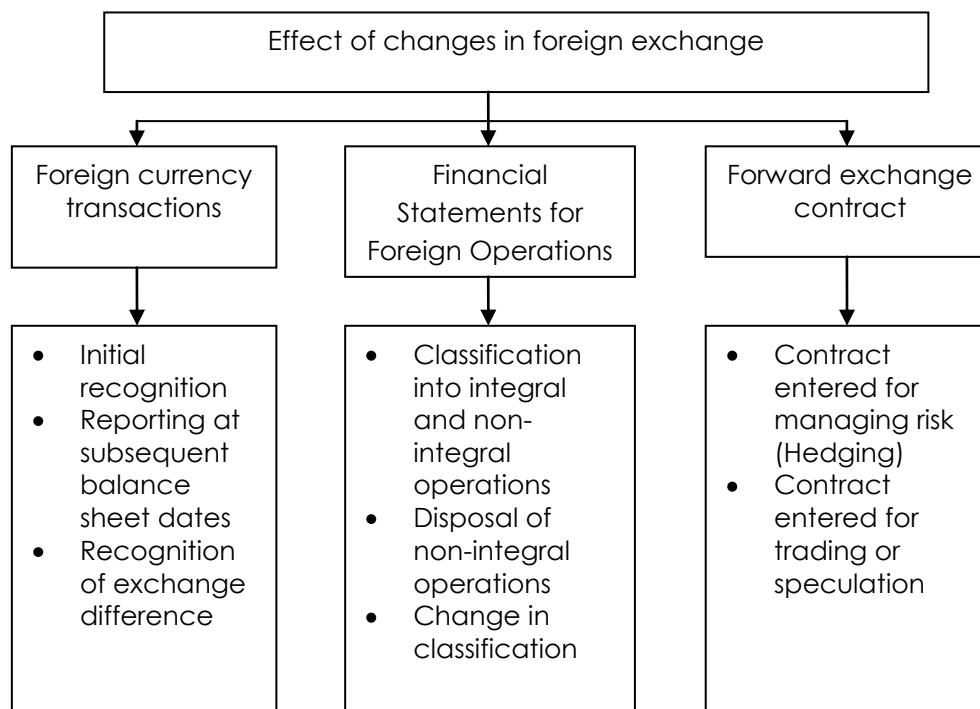 Effect of changes in foreign exchange
Foreign currency
transactions
Financial
Statements for
Foreign Operations
Forward exchange
contract
• Initial
recognition
• Reporting at
subsequent
balance
sheet dates
• Recognition
of exchange
difference
• Classification
into integral
and non-
integral
operations
• Disposal of
non-integral
operations
• Change in
classification
• Contract
entered for
managing risk
(Hedging)
• Contract
entered for
trading or
speculation